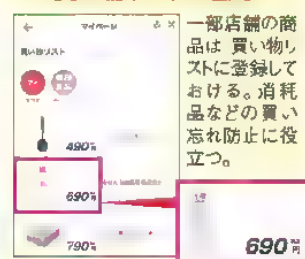 マイページ
買い物リスト
490円
690円
790円
一部店舗の商
品は 買い物リ
ストに登録して
おける。消耗
品などの買い
忘れ防止に役
立つ。
690円